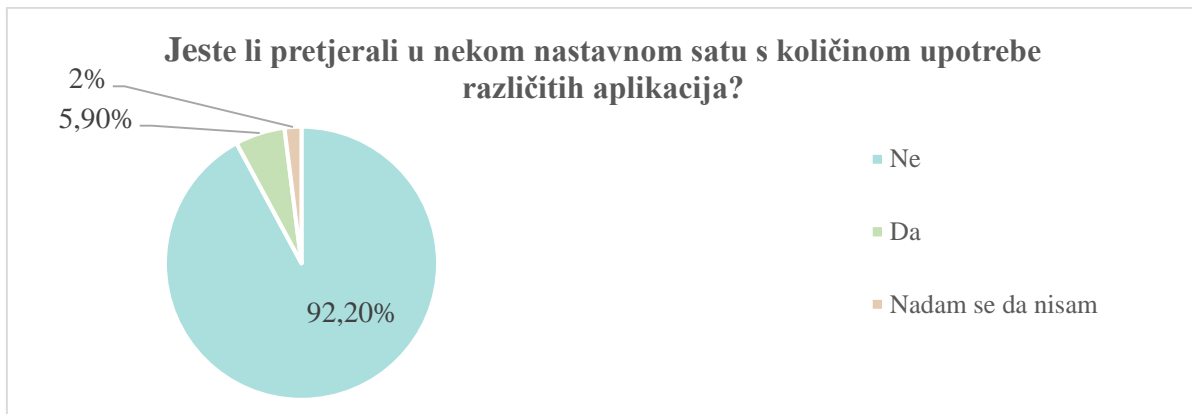 Jeste li pretjerali u nekom nastavnom satu s količinom upotrebe
različitih aplikacija?
2%
5,90%
92,20%
Ne
Da
Nadam se da nisam